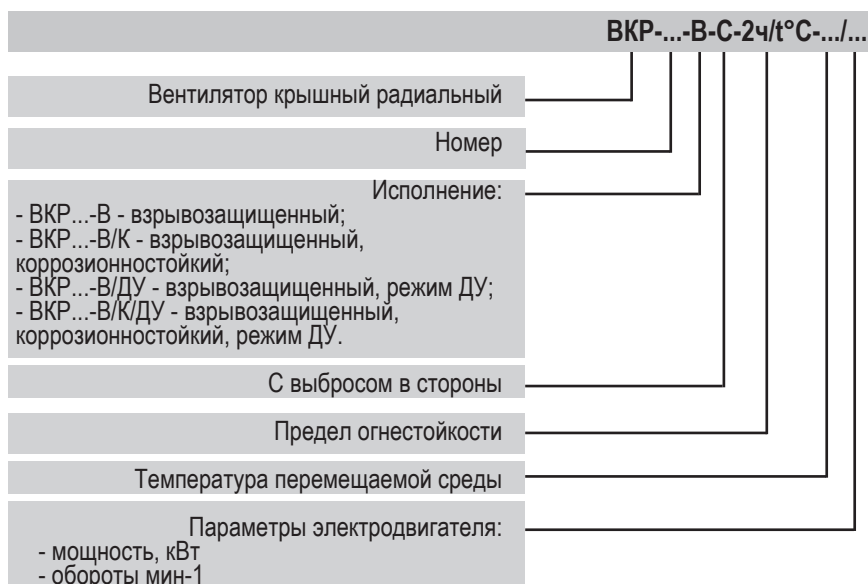 ВКР-...-В-С-2ч/t°С-.../...
Вентилятор крышный радиальный
Номер
Исполнение:
- ВКР...-В - взрывозащищенный;
- ВКР...-В/К - взрывозащищенный,
коррозионностойкий;
- ВКР...-В/ДУ - взрывозащищенный, режим ДУ;
- ВКР...-В/К/ДУ - взрывозащищенный,
коррозионностойкий, режим ДУ.
С выбросом в стороны
Предел огнестойкости
Температура перемещаемой среды
Параметры электродвигателя:
- мощность, кВт
- обороты мин-1